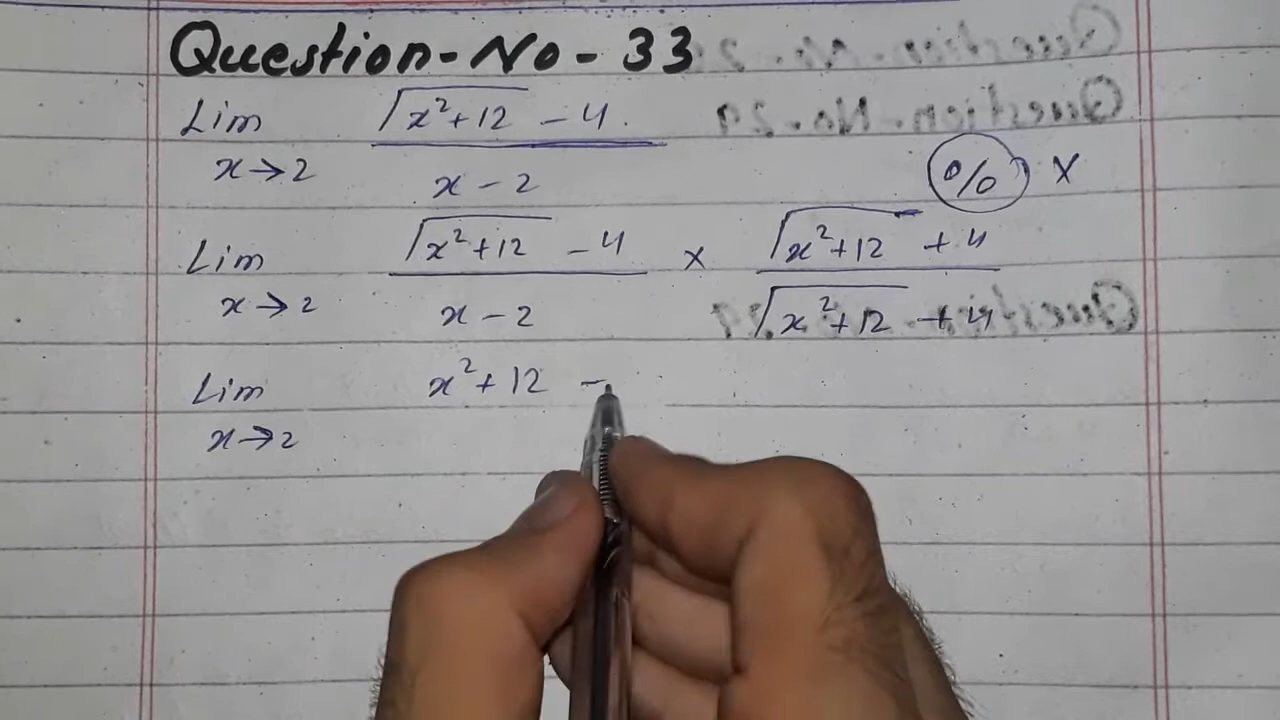 Question-No-33
Lim √x²+12 - 4
x→2 x - 2
0/0 ×
Lim √x²+12 - 4 × √x²+12 + 4
x→2 x - 2 √x²+12 + 4
Lim x²+12 -
x→2